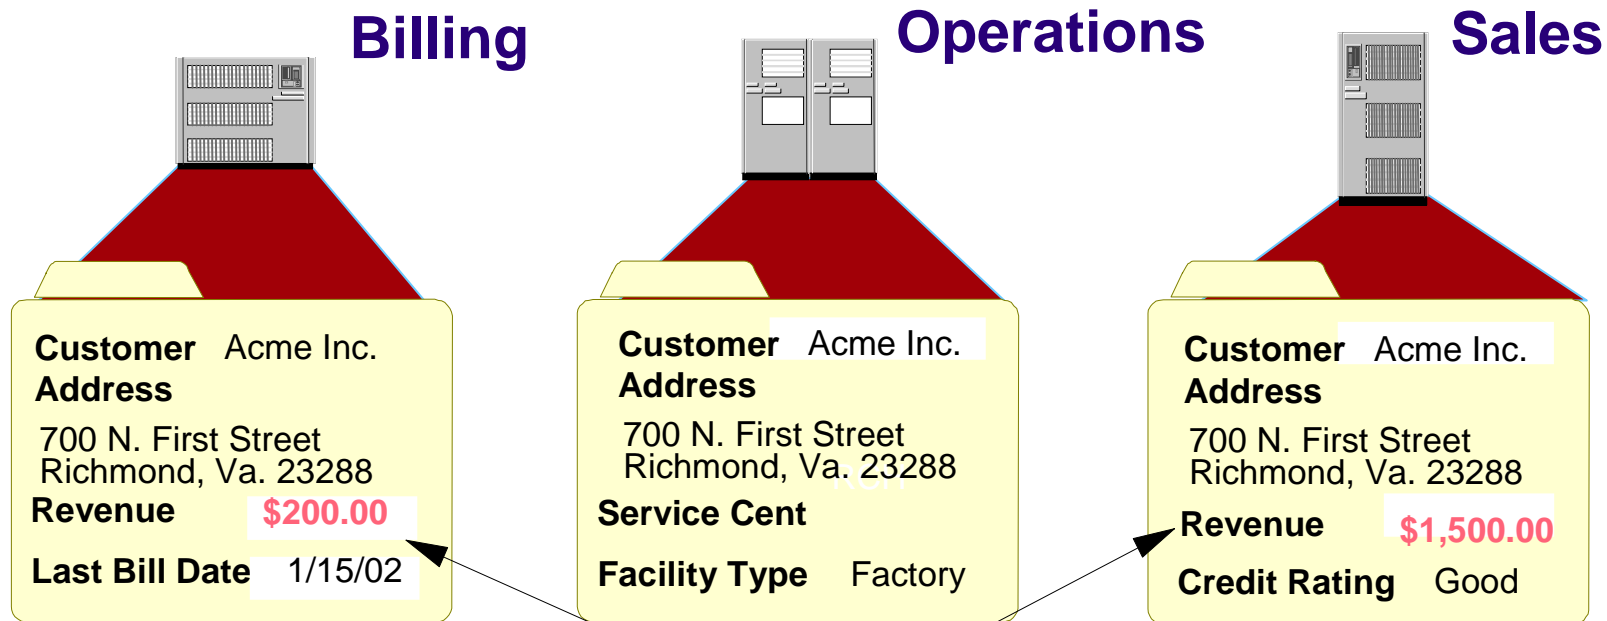 Billing
Operations
Sales
Customer Acme Inc.
Address
700 N. First Street
Richmond, Va. 23288
Revenue $200.00
Last Bill Date 1/15/02
Customer Acme Inc.
Address
700 N. First Street
Richmond, Va. 23288
Service Cent
Facility Type Factory
Customer Acme Inc.
Address
700 N. First Street
Richmond, Va. 23288
Revenue $1,500.00
Credit Rating Good